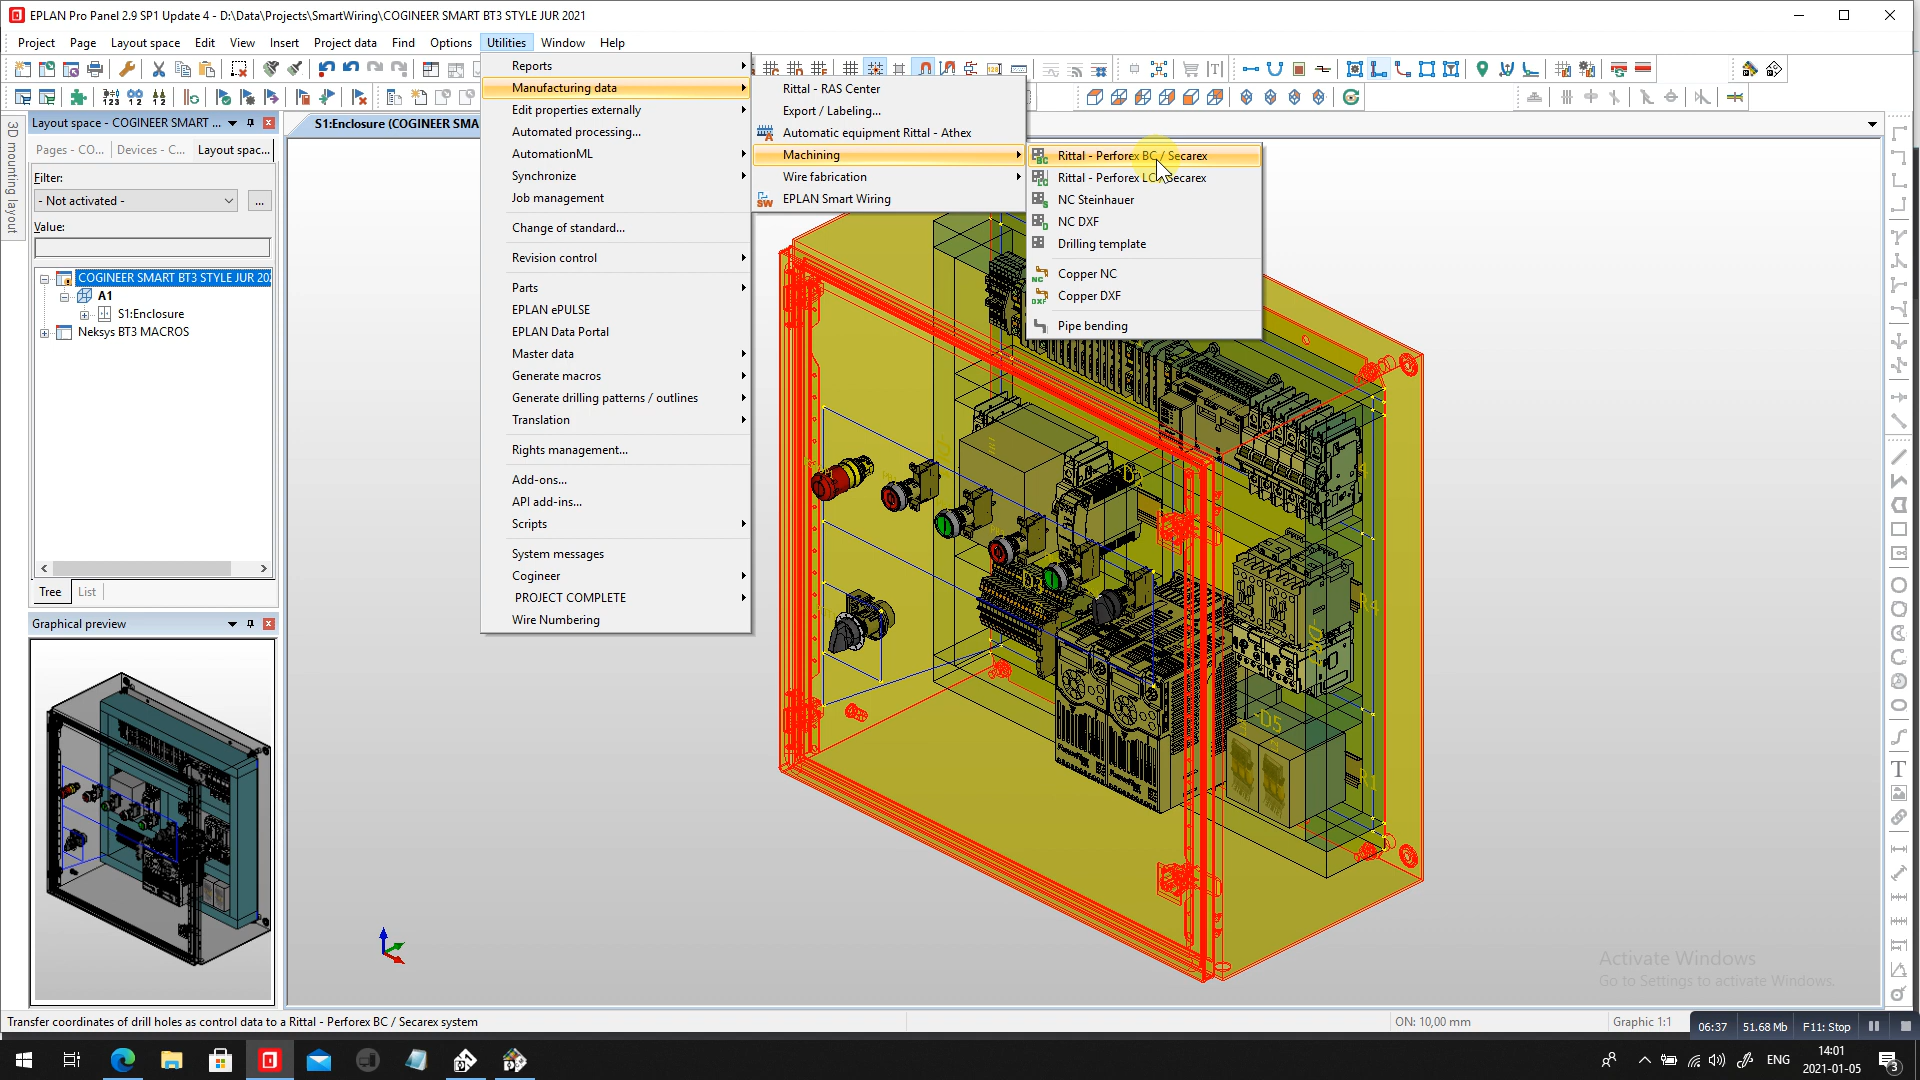 EPLAN Pro Panel 2.9 SP1 Update 4 - D:\Data\Projects\SmartWiring\COGINEER SMART BT3 STYLE JUR 2021
Project Page Layout space Edit View Insert Project data Find Options Utilities Window Help
Layout space - COGINEER SMART ...
Pages - CO... Devices - C... Layout spac...
Filter:
- Not activated -
...
Value:
COGINEER SMART BT3 STYLE JUR 202
A1
S1:Enclosure
Neksys BT3 MACROS
Tree List
Graphical preview
3D mounting layout
S1:Enclosure (COGINEER SMA
Reports
Manufacturing data
Edit properties externally
Automated processing...
AutomationML
Synchronize
Job management
Change of standard...
Revision control
Parts
EPLAN ePULSE
EPLAN Data Portal
Master data
Generate macros
Generate drilling patterns / outlines
Translation
Rights management...
Add-ons...
API add-ins...
Scripts
System messages
Cogineer
PROJECT COMPLETE
Wire Numbering
Rittal - RAS Center
Export / Labeling...
Automatic equipment Rittal - Athex
Machining
Wire fabrication
EPLAN Smart Wiring
Rittal - Perforex BC / Secarex
Rittal - Perforex LC / Secarex
NC Steinhauer
NC DXF
Drilling template
Copper NC
Copper DXF
Pipe bending
R4
-D5
R1
Activate Windows
Go to Settings to activate Windows.
Transfer coordinates of drill holes as control data to a Rittal - Perforex BC / Secarex system
ON: 10,00 mm
Graphic 1:1
06:37 51.68 Mb F11: Stop
ENG
14:01
2021-01-05
3